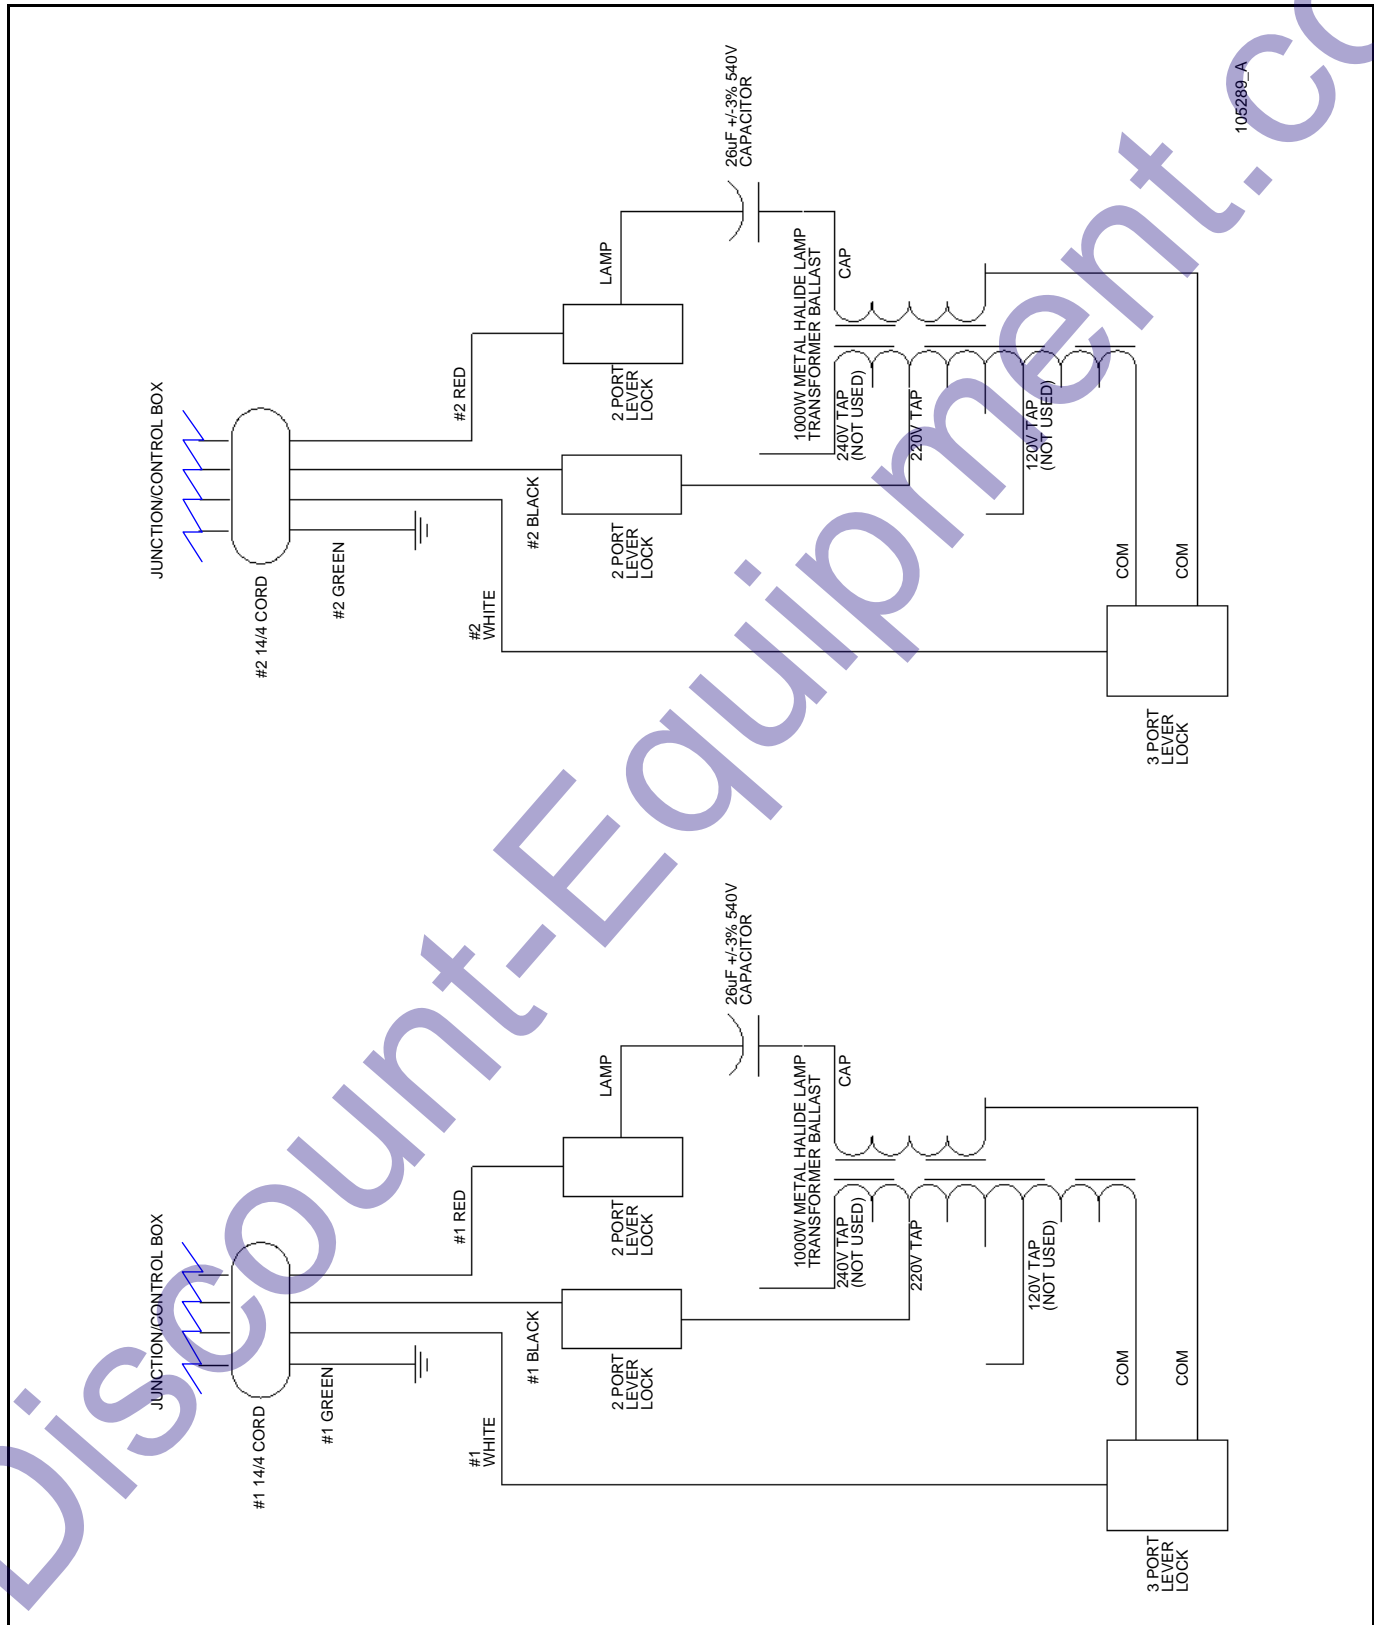 JUNCTION/CONTROL BOX
#1 14/4 CORD
#1 GREEN
#1
WHITE
#1 BLACK
#1 RED
2 PORT
LEVER
LOCK
2 PORT
LEVER
LOCK
LAMP
26uF +/-3% 540V
CAPACITOR
1000W METAL HALIDE LAMP
TRANSFORMER BALLAST
CAP
240V TAP
(NOT USED)
220V TAP
120V TAP
(NOT USED)
COM
COM
3 PORT
LEVER
LOCK
JUNCTION/CONTROL BOX
#2 14/4 CORD
#2 GREEN
#2
WHITE
#2 BLACK
#2 RED
2 PORT
LEVER
LOCK
2 PORT
LEVER
LOCK
LAMP
26uF +/-3% 540V
CAPACITOR
1000W METAL HALIDE LAMP
TRANSFORMER BALLAST
CAP
240V TAP
(NOT USED)
220V TAP
120V TAP
(NOT USED)
COM
COM
3 PORT
LEVER
LOCK
105289_A
Discount-Equipment.co